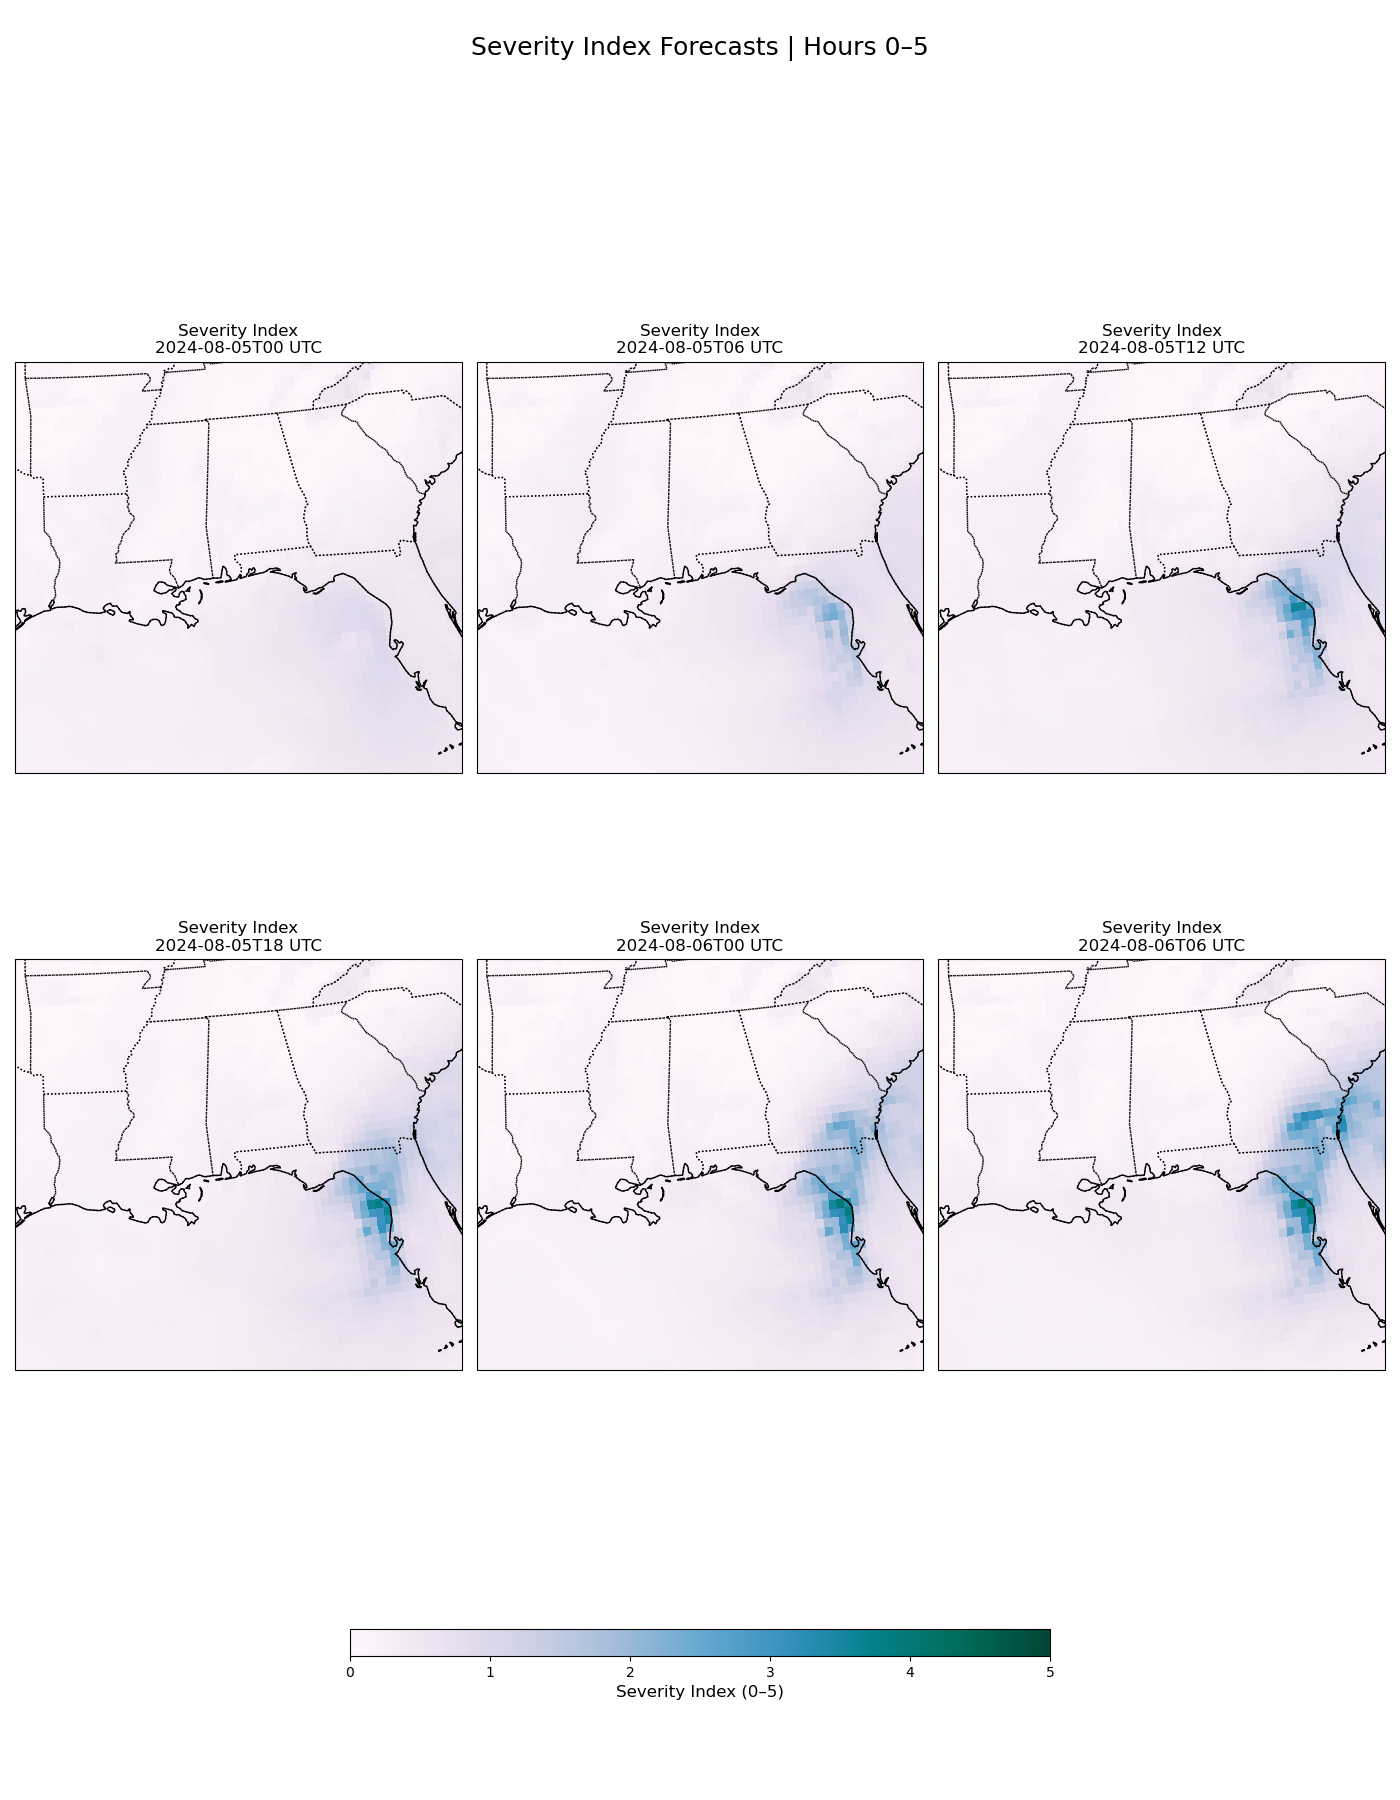 Severity Index Forecasts | Hours 0–5
Severity Index
2024-08-05T00 UTC
Severity Index
2024-08-05T06 UTC
Severity Index
2024-08-05T12 UTC
Severity Index
2024-08-05T18 UTC
Severity Index
2024-08-06T00 UTC
Severity Index
2024-08-06T06 UTC
0 1 2 3 4 5
Severity Index (0–5)